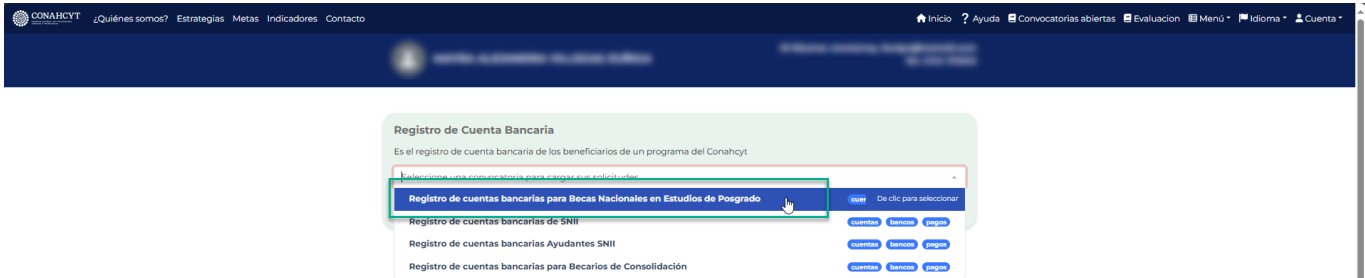 CONAHCYT ¿Quiénes somos? Estrategias Metas Indicadores Contacto Inicio ? Ayuda Convocatorias abiertas Evaluacion Menú Idioma Cuenta
Registro de Cuenta Bancaria
Es el registro de cuenta bancaria de los beneficiarios de un programa del Conahcyt
Seleccione una convocatoria para cargar sus solicitudes
Registro de cuentas bancarias para Becas Nacionales en Estudios de Posgrado cuen De clic para seleccionar
Registro de cuentas bancarias de SNII cuentas bancos pagos
Registro de cuentas bancarias Ayudantes SNII cuentas bancos pagos
Registro de cuentas bancarias para Becarios de Consolidación cuentas bancos pagos